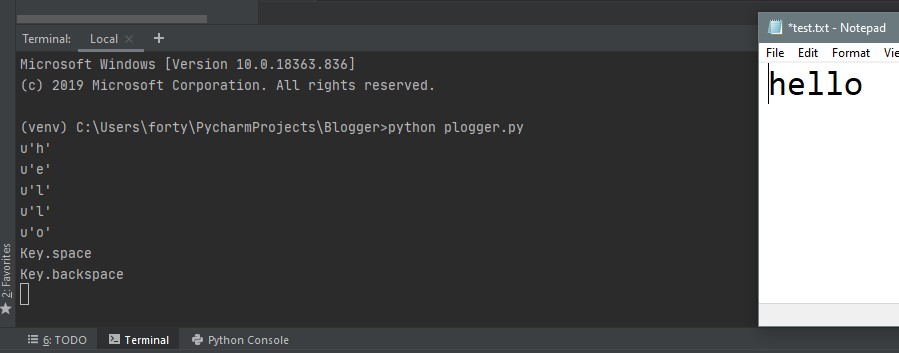 Terminal: Local × +
Microsoft Windows [Version 10.0.18363.836]
(c) 2019 Microsoft Corporation. All rights reserved.
(venv) C:\Users\forty\PycharmProjects\Blogger>python plogger.py
u'h'
u'e'
u'l'
u'l'
u'o'
Key.space
Key.backspace
2: Favorites
6: TODO Terminal Python Console
*test.txt - Notepad
File Edit Format
hello